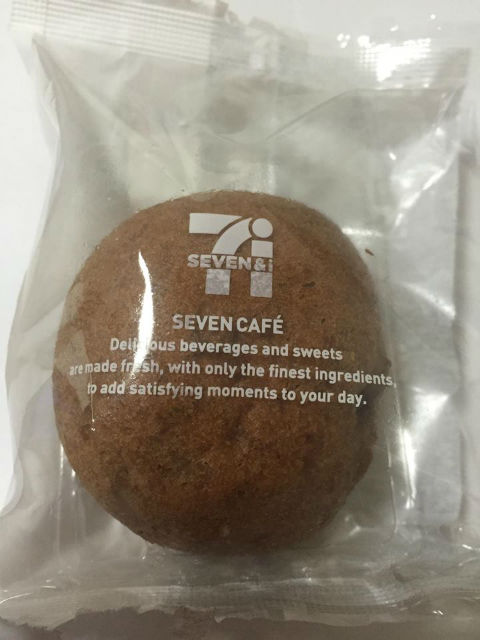 7i
SEVEN & i
SEVEN CAFÉ
Delicious beverages and sweets
are made fresh, with only the finest ingredients,
to add satisfying moments to your day.